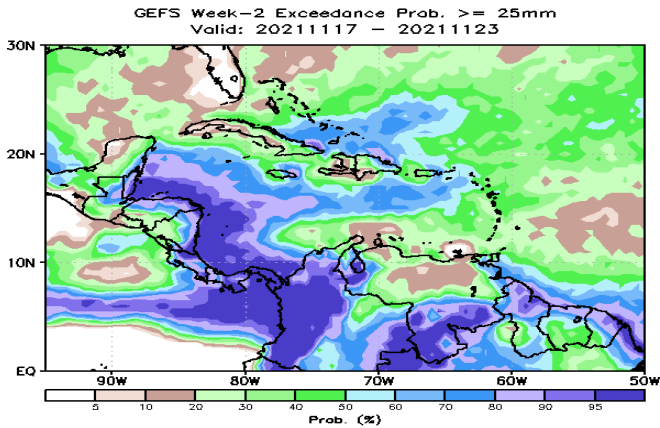 GEFS Week-2 Exceedance Prob. >= 25mm
Valid: 20211117 - 20211123
30N
20N
10N
EQ
90W 80W 70W 60W 50W
5 10 20 30 40 50 60 70 80 90 95
Prob. (%)